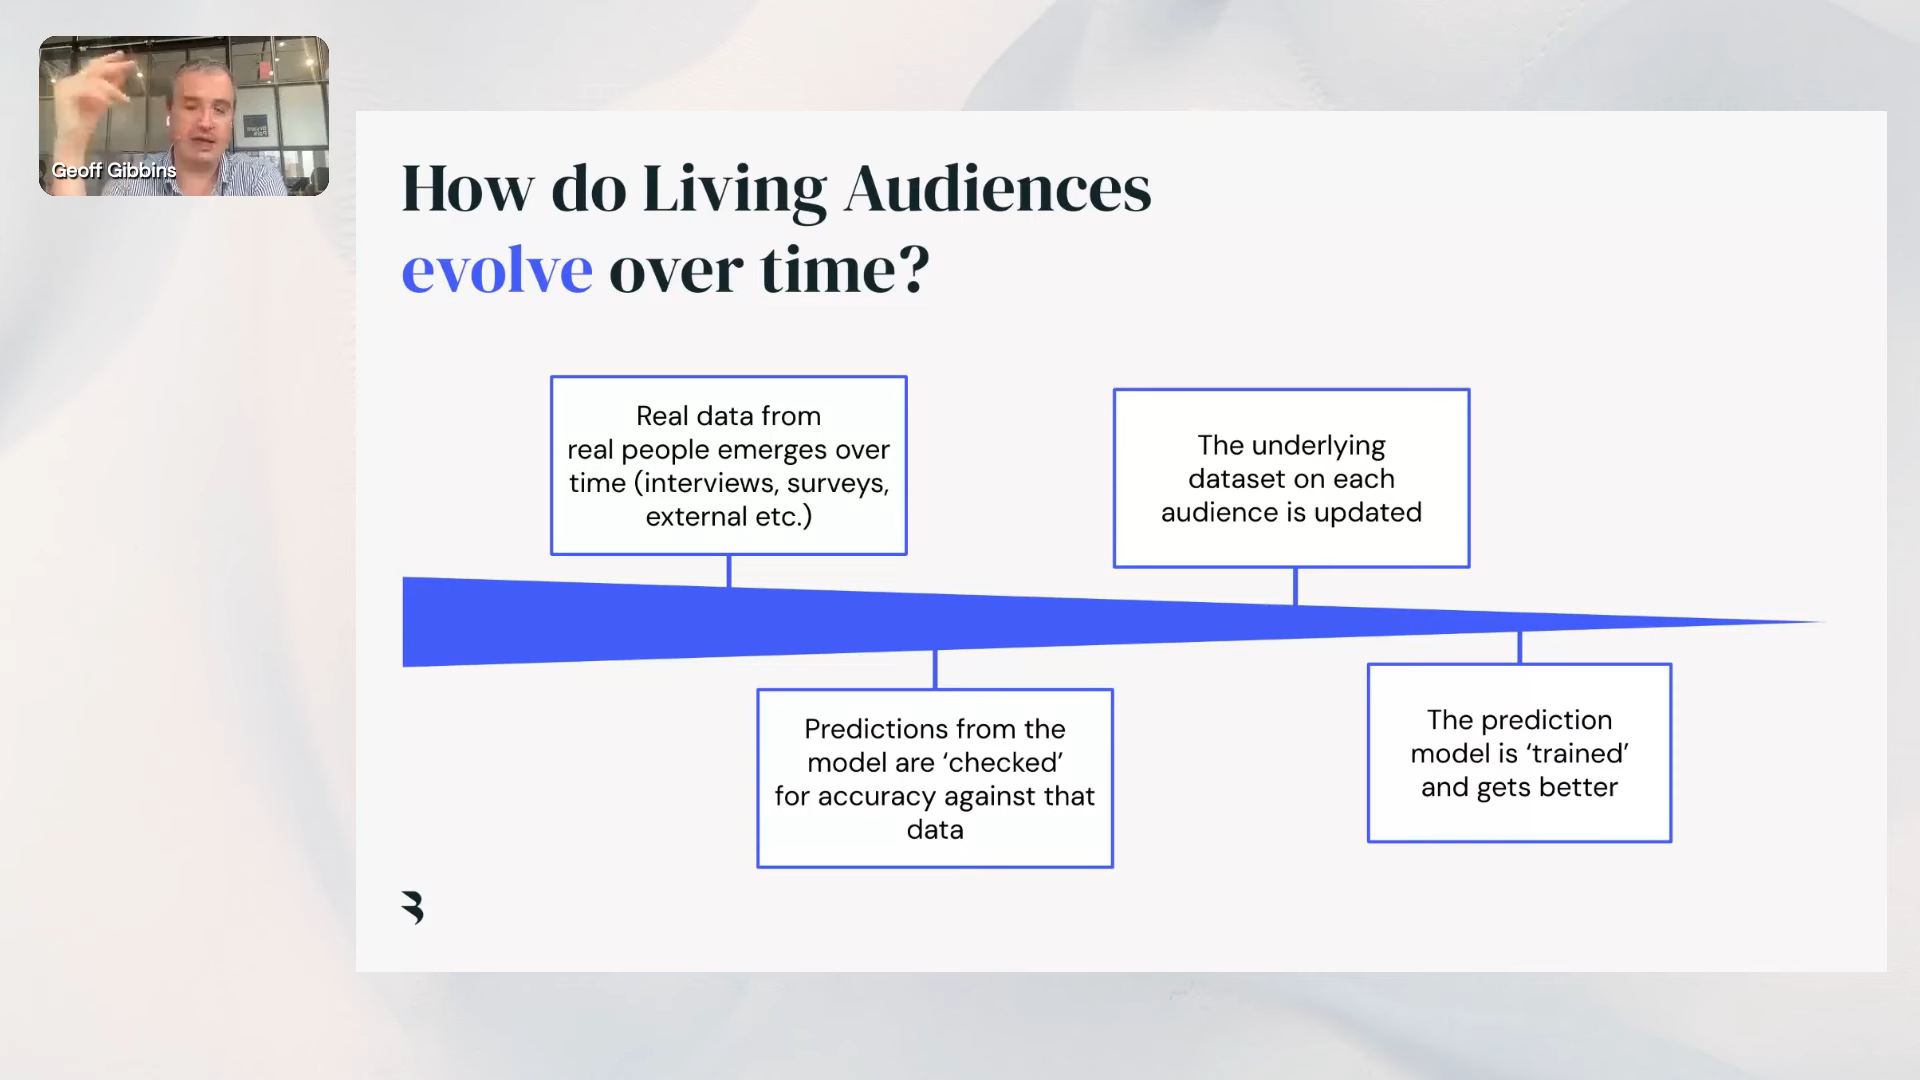 Geoff Gibbins
How do Living Audiences
evolve over time?
Real data from
real people emerges over
time (interviews, surveys,
external etc.)
The underlying
dataset on each
audience is updated
Predictions from the
model are ‘checked’
for accuracy against that
data
The prediction
model is ‘trained’
and gets better